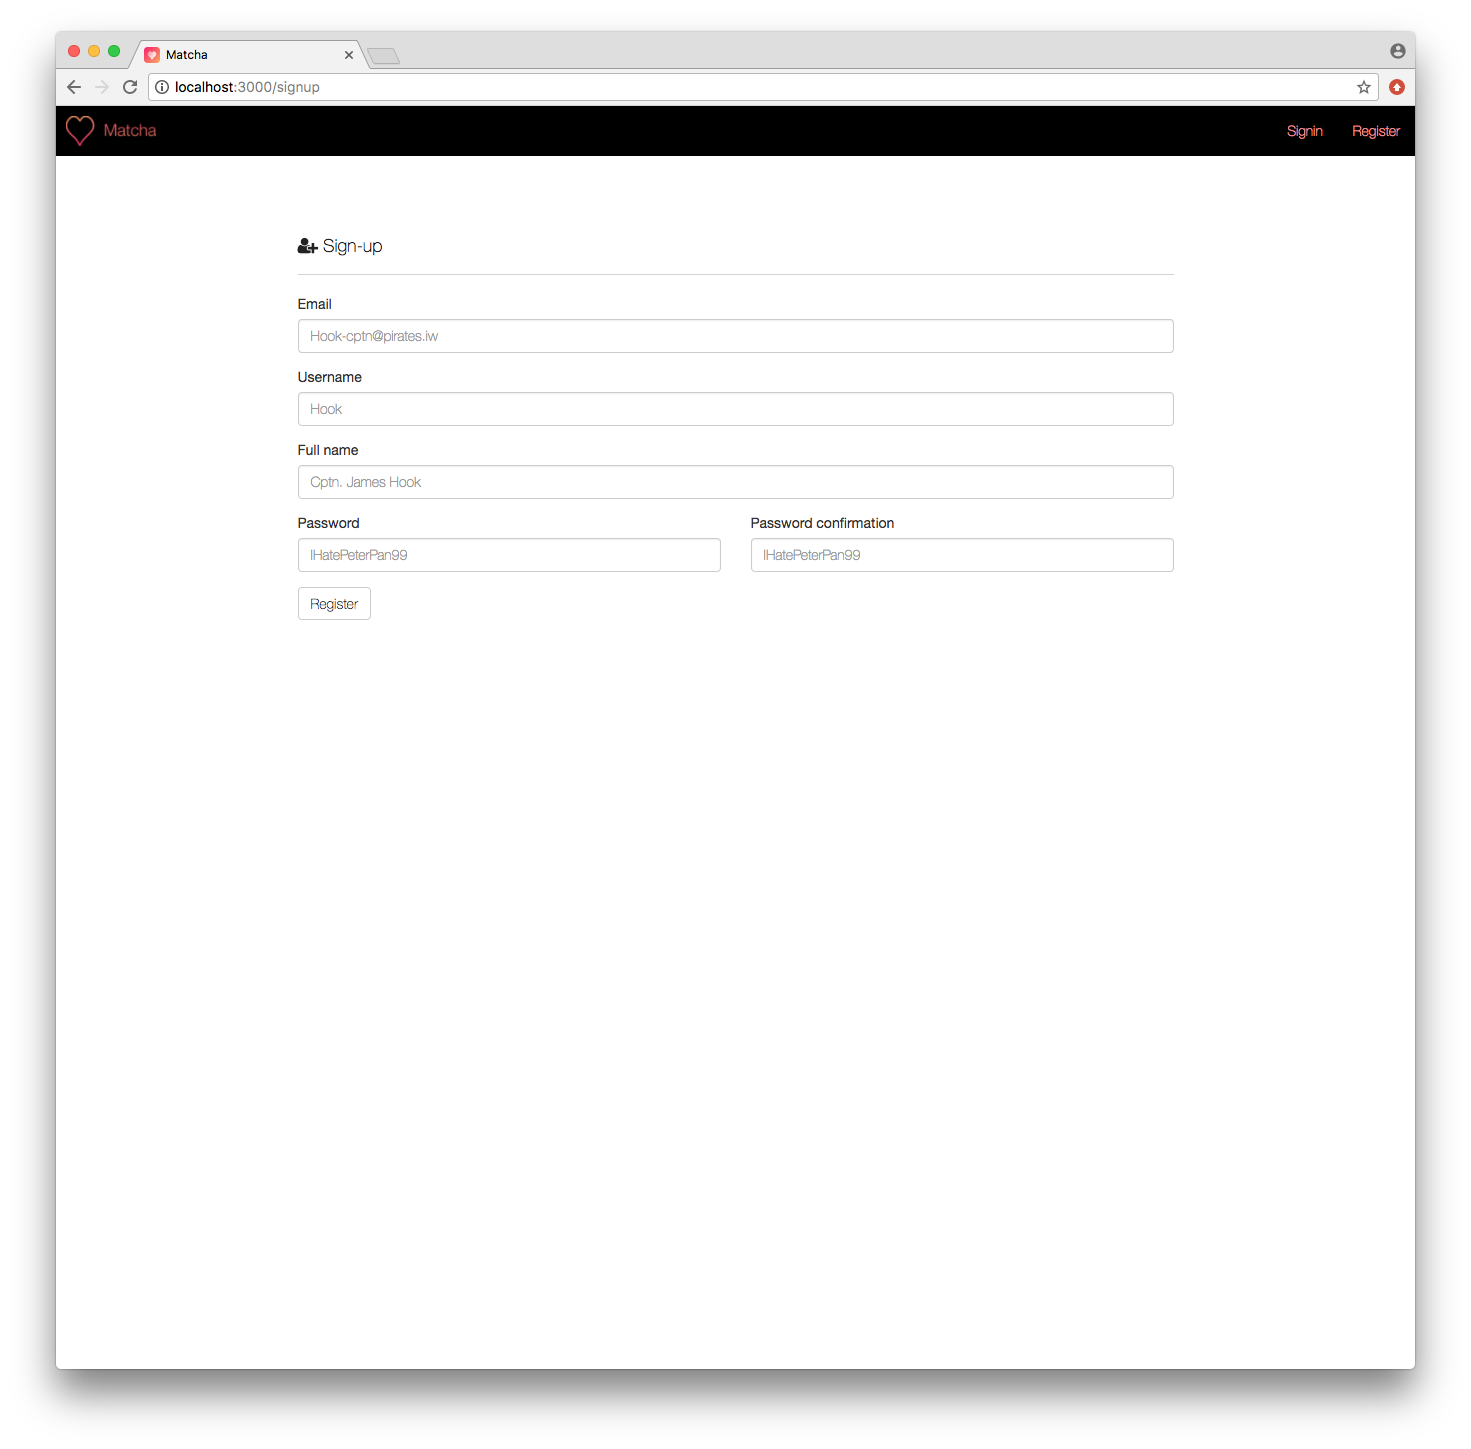 Matcha
localhost:3000/signup
Matcha
Signin
Register
Sign-up
Email
Hook-cptn@pirates.iw
Username
Hook
Full name
Cptn. James Hook
Password
Password confirmation
IHatePeterPan99
IHatePeterPan99
Register